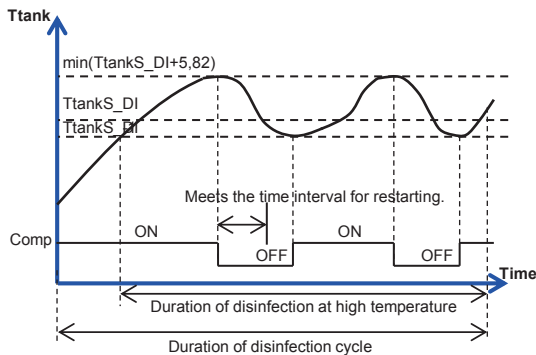 Ttank
min(TtankS_DI+5,82)
TtankS_DI
TtankS_DI
Meets the time interval for restarting.
Comp
ON
OFF
ON
OFF
Time
Duration of disinfection at high temperature
Duration of disinfection cycle